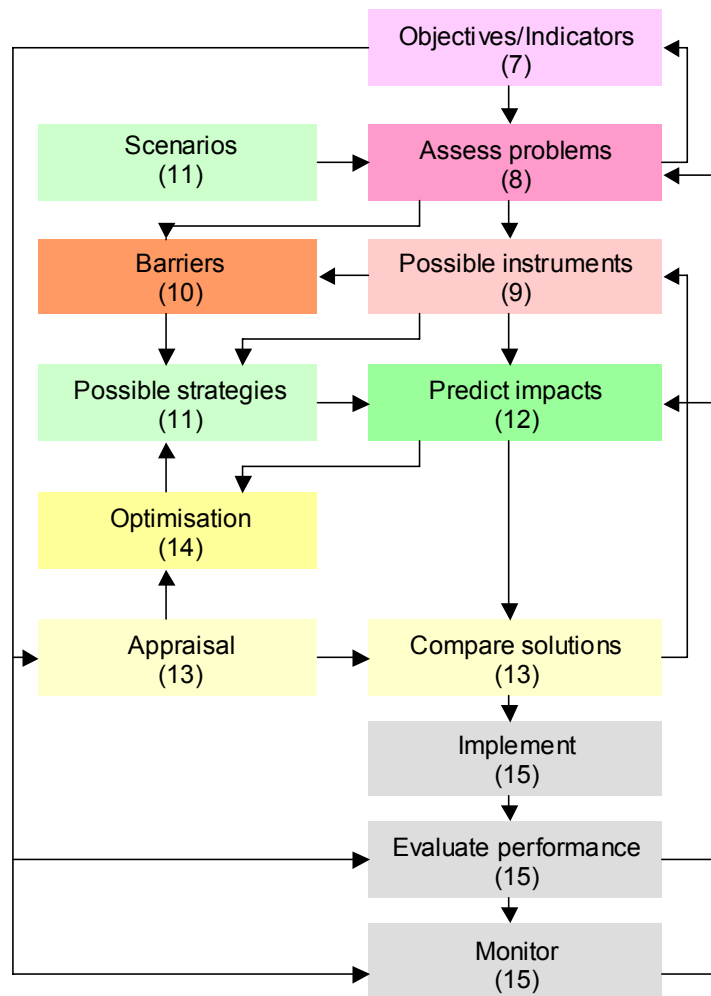 Objectives/Indicators
(7)
Scenarios
(11)
Assess problems
(8)
Barriers
(10)
Possible instruments
(9)
Possible strategies
(11)
Predict impacts
(12)
Optimisation
(14)
Appraisal
(13)
Compare solutions
(13)
Implement
(15)
Evaluate performance
(15)
Monitor
(15)